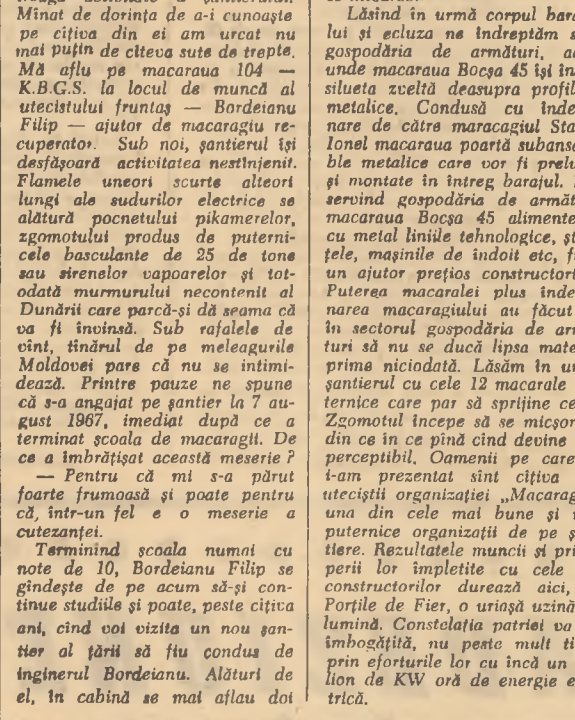 Mînat de dorința de a-i cunoaște
pe cîțiva din ei am urcat nu
mai puțin de cîteva sute de trepte.
Mă aflu pe macaraua 104 —
K.B.G.S. la locul de muncă al
utecistului fruntaș — Bordeianu
Filip — ajutor de macaragiu re-
cuperator. Sub noi, șantierul își
desfășoară activitatea nestînjenit.
Flamele uneori scurte alteori
lungi ale sudurilor electrice se
alătură pocnetului pikamerelor,
zgomotului produs de puterni-
cele basculante de 25 de tone
sau sirenelor vapoarelor și tot-
odată murmurului necontenit al
Dunării care parcă-și dă seama că
va fi învinsă. Sub rafalele de
vînt, tînărul de pe meleagurile
Moldovei pare că nu se intimi-
dează. Printre pauze ne spune
că s-a angajat pe șantier la 7 au-
gust 1967, imediat după ce a
terminat școala de macaragii. De
ce a îmbrățișat această meserie ?
— Pentru că mi s-a părut
foarte frumoasă și poate pentru
că, într-un fel e o meserie a
cutezanței.
Terminînd școala numai cu
note de 10, Bordeianu Filip se
gîndește de pe acum să-și con-
tinue studiile și poate, peste cîțiva
ani, cînd voi vizita un nou șan-
tier al țării să fiu condus de
inginerul Bordeianu. Alături de
el, în cabină se mai aflau doi
Lăsînd în urmă corpul bara
lui și ecluza ne îndreptăm s
gospodăria de armături, a
unde macaraua Bocșa 45 își în
silueta zveltă deasupra profil
metalice. Condusă cu înde
nare de către maracagiul Sta
Ionel macaraua poartă subansa
ble metalice care vor fi prelu
și montate în întreg barajul.
servind gospodăria de armăt
macaraua Bocșa 45 alimente
cu metal liniile tehnologice, șt
țele, mașinile de îndoit etc, f
un ajutor prețios constructori
Puterea macaralei plus înde
narea macaragiului au făcut
în sectorul gospodăria de arm
turi să nu se ducă lipsa mate
prime niciodată. Lăsăm în ur
șantierul cu cele 12 macarale
ternice care par să sprijine ce
Zgomotul începe să se micșor
din ce în ce pînă cînd devine
perceptibil. Oamenii pe care
i-am prezentat sînt cîțiva
uteciștii organizației „Macarag
una din cele mai bune și
puternice organizații de pe ș
tiere. Rezultatele muncii și pri
perii lor împletite cu cele
constructorilor durează aici,
Porțile de Fier, o uriașă uzină
lumină. Constelația patriei va
îmbogățită, nu peste mult ti
prin eforturile lor cu încă un
lion de KW oră de energie e
trică.